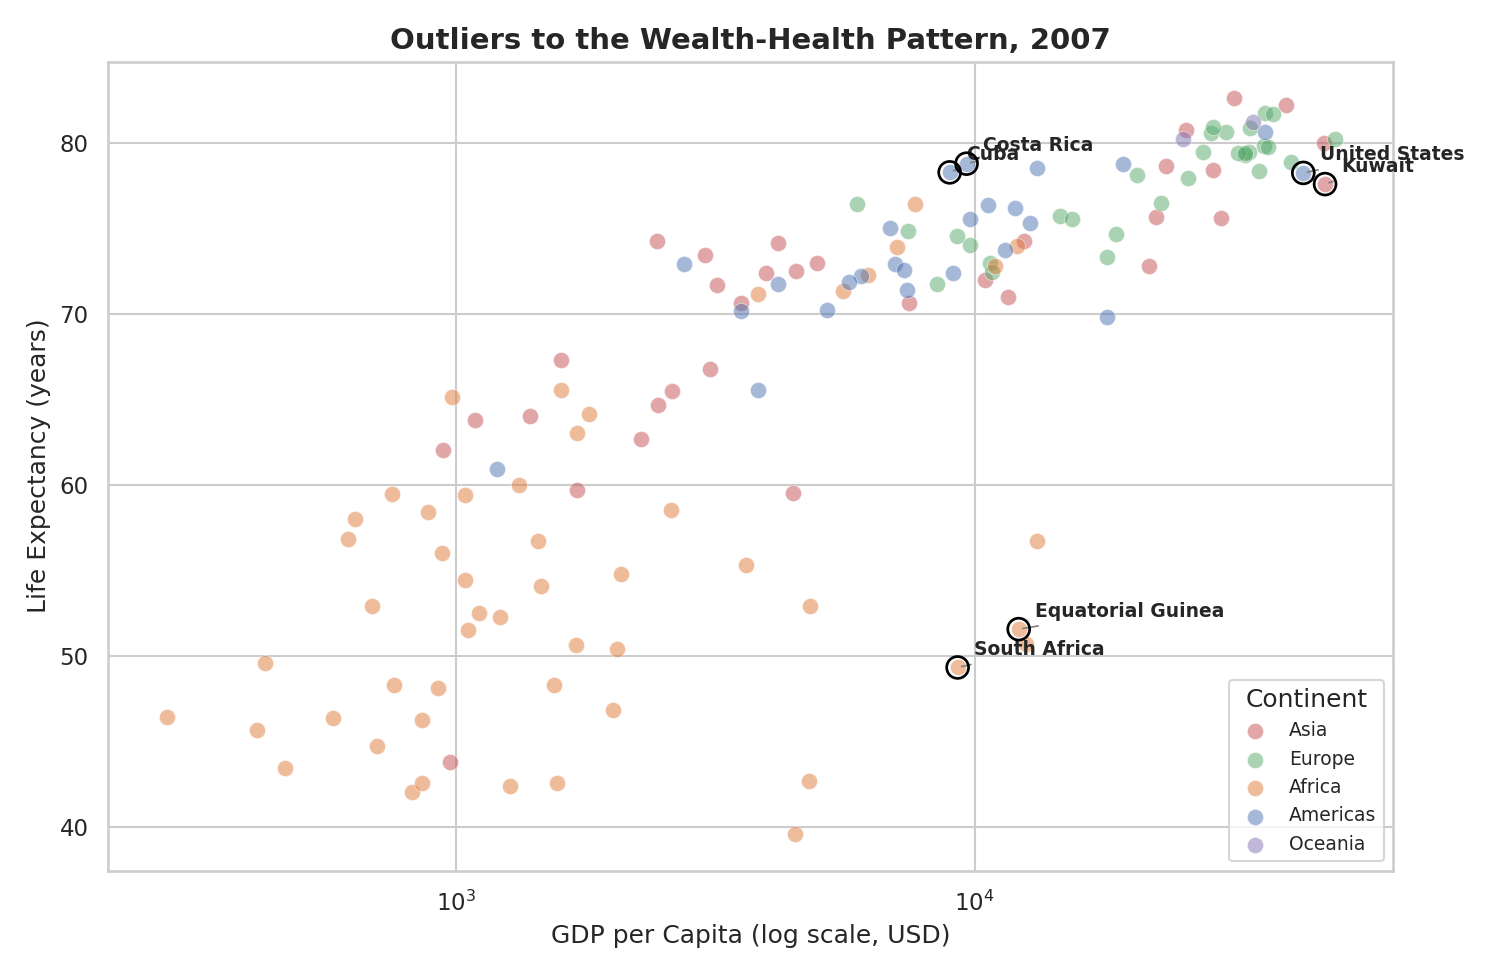 Outliers to the Wealth-Health Pattern, 2007
Life Expectancy (years)
80
70
60
50
40
Costa Rica
Cuba
United States
Kuwait
Equatorial Guinea
South Africa
Continent
Asia
Europe
Africa
Americas
Oceania
10³
10⁴
GDP per Capita (log scale, USD)